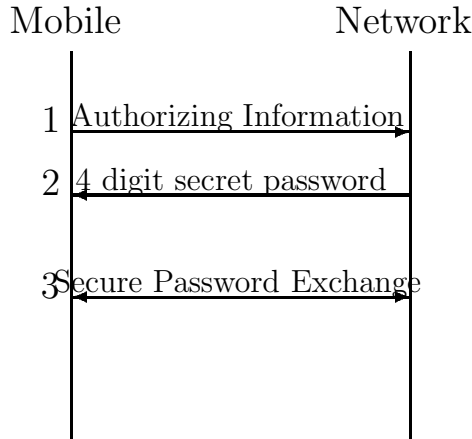 Mobile Network
1 Authorizing Information
2 4 digit secret password
3 Secure Password Exchange